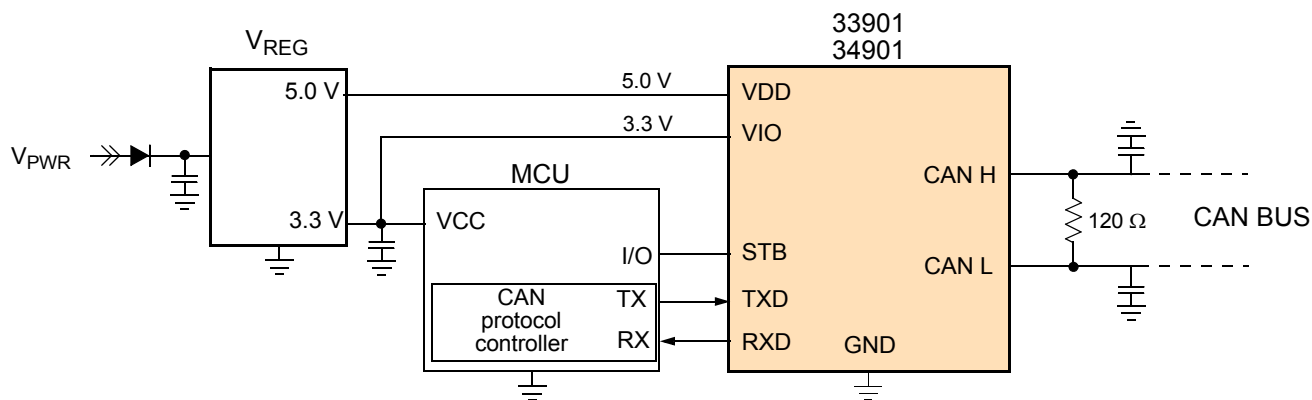 33901
34901
VREG
5.0 V
5.0 V
VDD
3.3 V
VIO
VPWR
MCU
CAN H
3.3 V
VCC
120 Ω
CAN BUS
I/O
STB
CAN L
CAN
protocol
controller
TX
TXD
RX
RXD
GND